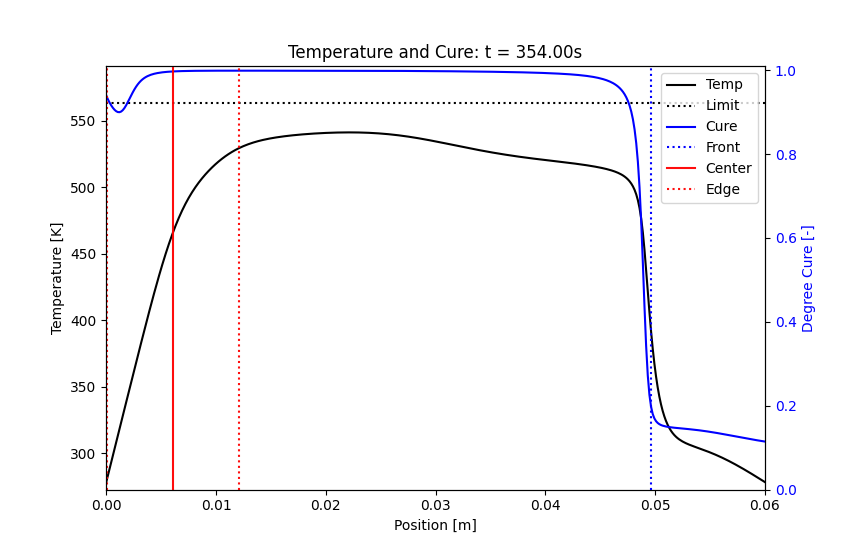 Temperature and Cure: t = 354.00s
Temperature [K]
550
500
450
400
350
300
Temp
Limit
Cure
Front
Center
Edge
1.0
0.8
0.6
0.4
0.2
0.0
Degree Cure [-]
0.00
0.01
0.02
0.03
0.04
0.05
0.06
Position [m]